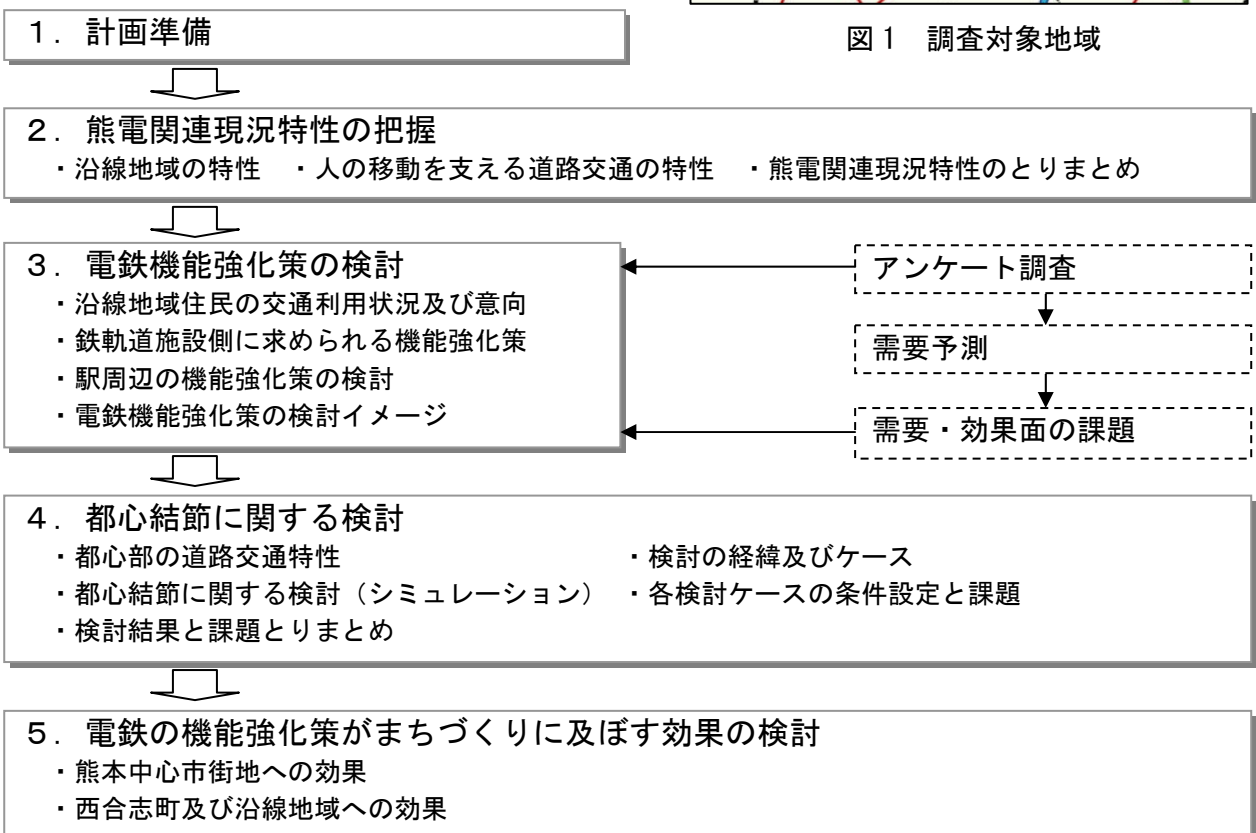 図1 調査対象地域
1．計画準備
2．熊電関連現況特性の把握
・沿線地域の特性 ・人の移動を支える道路交通の特性 ・熊電関連現況特性のとりまとめ
3．電鉄機能強化策の検討
・沿線地域住民の交通利用状況及び意向
・鉄軌道施設側に求められる機能強化策
・駅周辺の機能強化策の検討
・電鉄機能強化策の検討イメージ
アンケート調査
需要予測
需要・効果面の課題
4．都心結節に関する検討
・都心部の道路交通特性 ・検討の経緯及びケース
・都心結節に関する検討（シミュレーション） ・各検討ケースの条件設定と課題
・検討結果と課題とりまとめ
5．電鉄の機能強化策がまちづくりに及ぼす効果の検討
・熊本中心市街地への効果
・西合志町及び沿線地域への効果